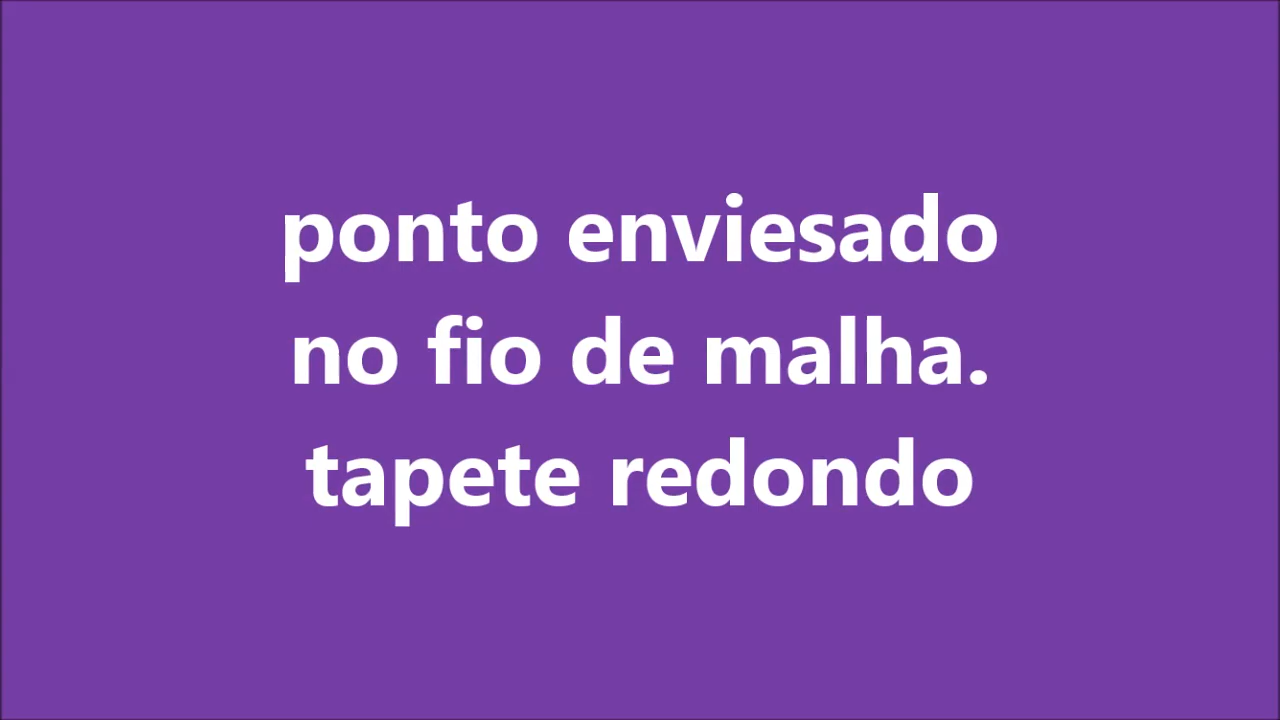 ponto enviesado
no fio de malha.
tapete redondo